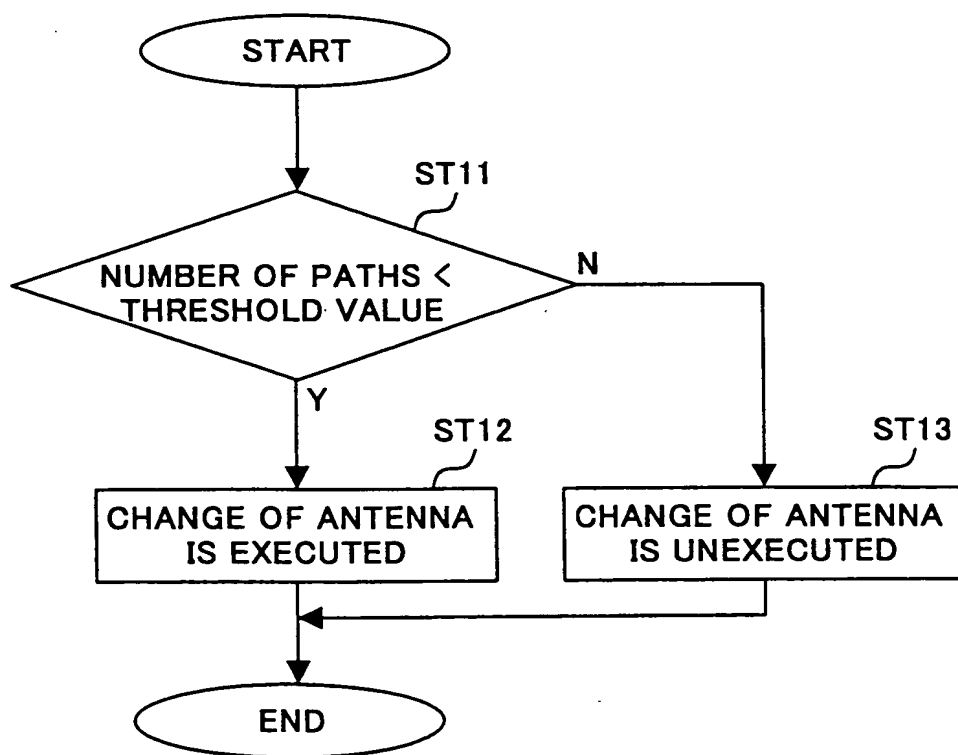 START
ST11
NUMBER OF PATHS <
THRESHOLD VALUE
N
Y
ST12
CHANGE OF ANTENNA
IS EXECUTED
ST13
CHANGE OF ANTENNA
IS UNEXECUTED
END